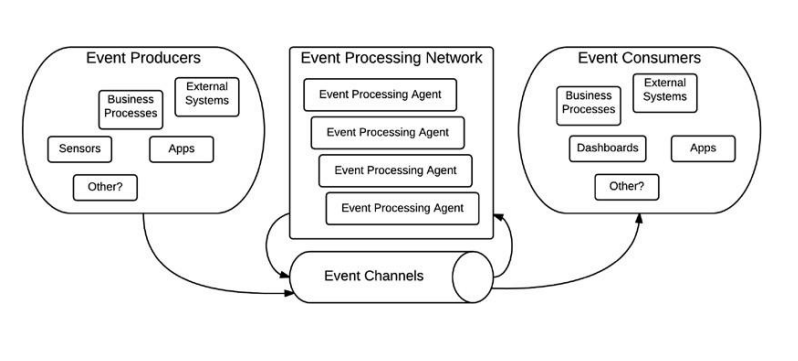 Event Producers
Business
Processes
External
Systems
Sensors
Apps
Other?
Event Processing Network
Event Processing Agent
Event Processing Agent
Event Processing Agent
Event Processing Agent
Event Channels
Event Consumers
Business
Processes
External
Systems
Dashboards
Apps
Other?